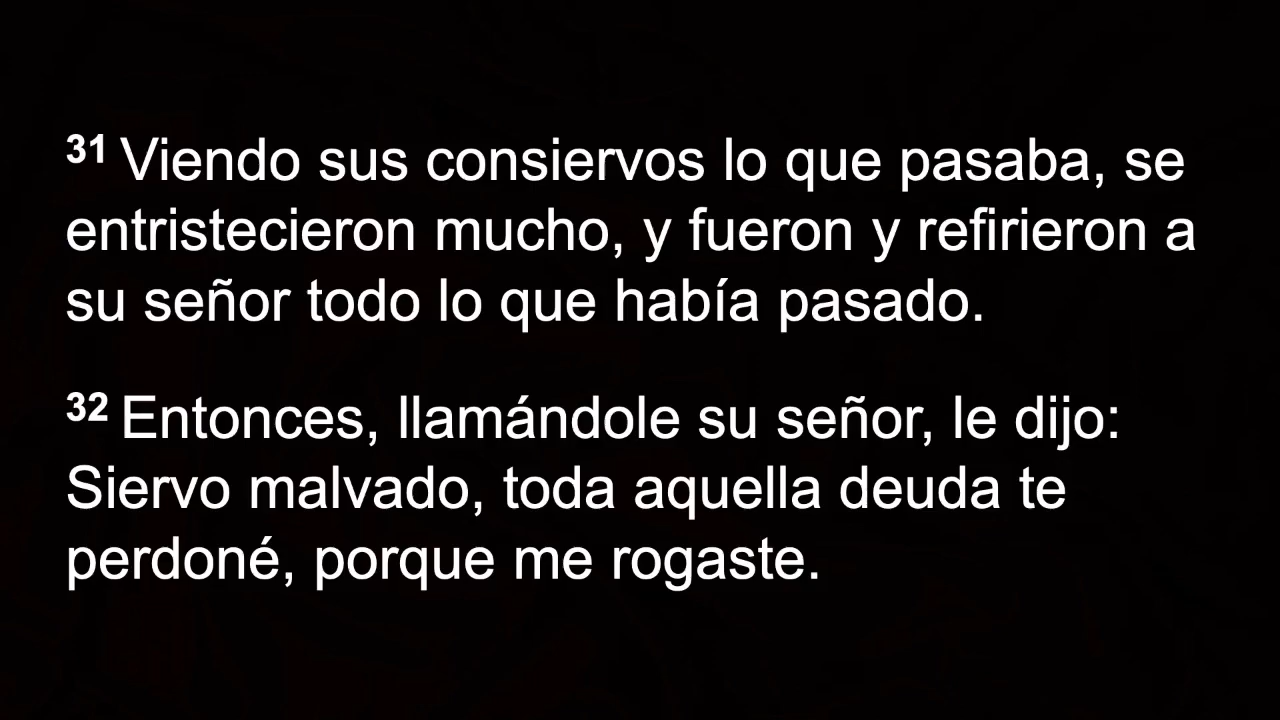 31 Viendo sus consiervos lo que pasaba, se
entristecieron mucho, y fueron y refirieron a
su señor todo lo que había pasado.
32 Entonces, llamándole su señor, le dijo:
Siervo malvado, toda aquella deuda te
perdoné, porque me rogaste.